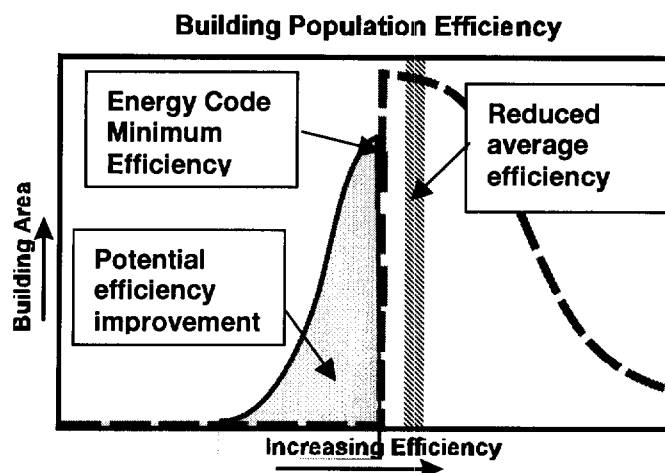 Building Population Efficiency
Energy Code
Minimum
Efficiency
Reduced
average
efficiency
Potential
efficiency
improvement
Building Area
Increasing Efficiency